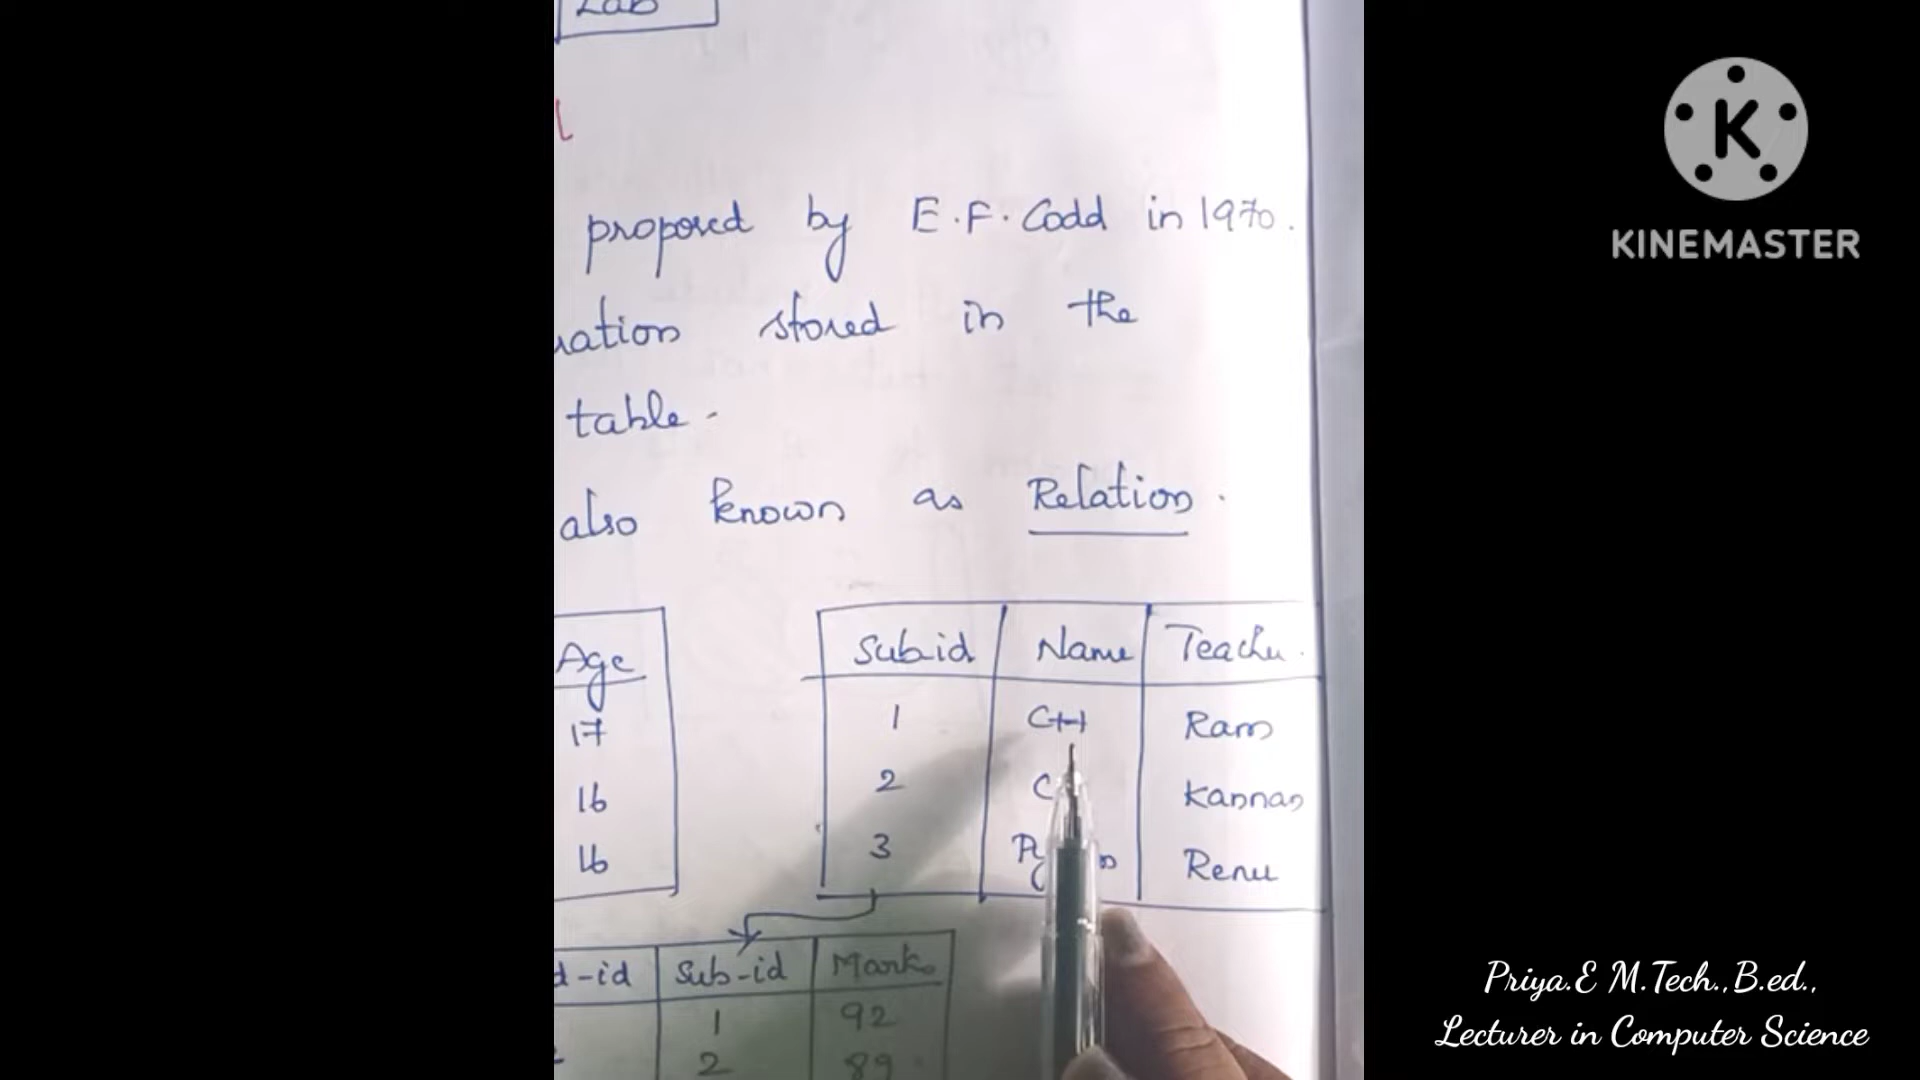 Lab
proposed by E.F. Codd in 1970.
stored in the
table.
also known as Relation.
Age
17
16
16
Subid Name Teacher
1 C++ Ram
2 C Kannan
3 Renu
Sub-id Mark
1 92
2 89
KINEMASTER
Priya.E M.Tech.,B.ed.,
Lecturer in Computer Science